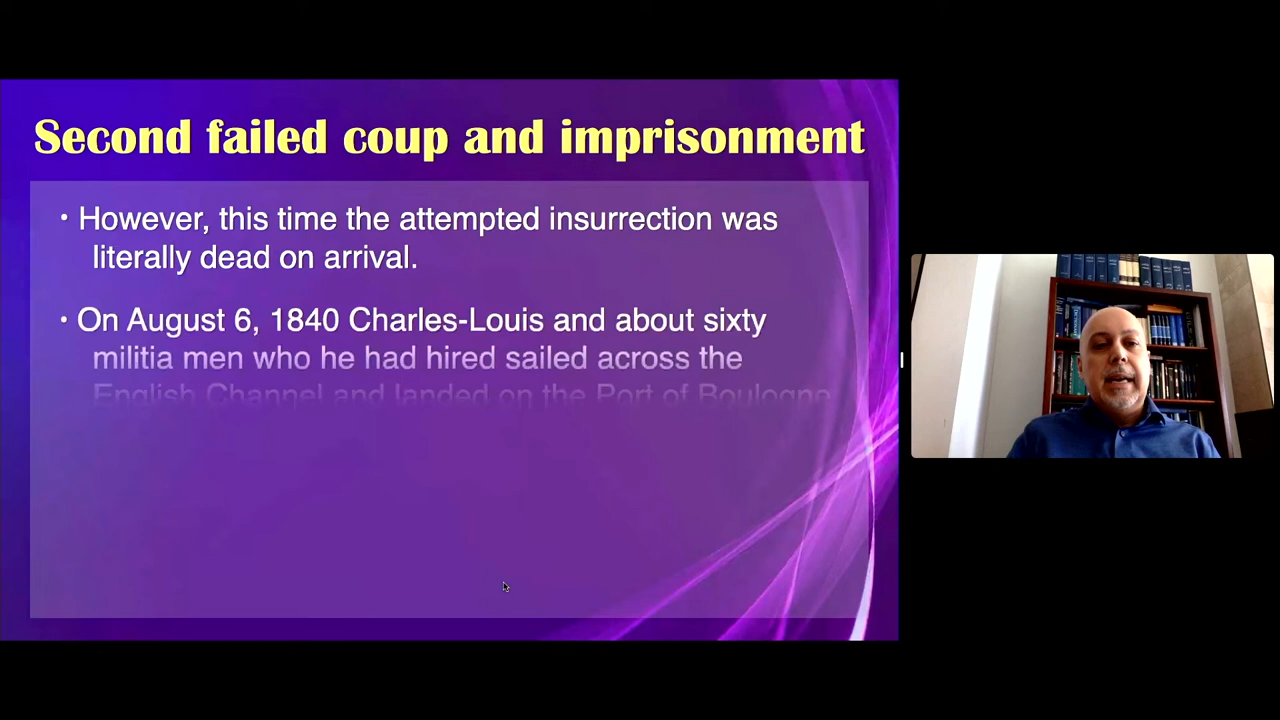 Second failed coup and imprisonment
• However, this time the attempted insurrection was
literally dead on arrival.
• On August 6, 1840 Charles-Louis and about sixty
militia men who he had hired sailed across the
English Channel and landed on the Port of Boulogne